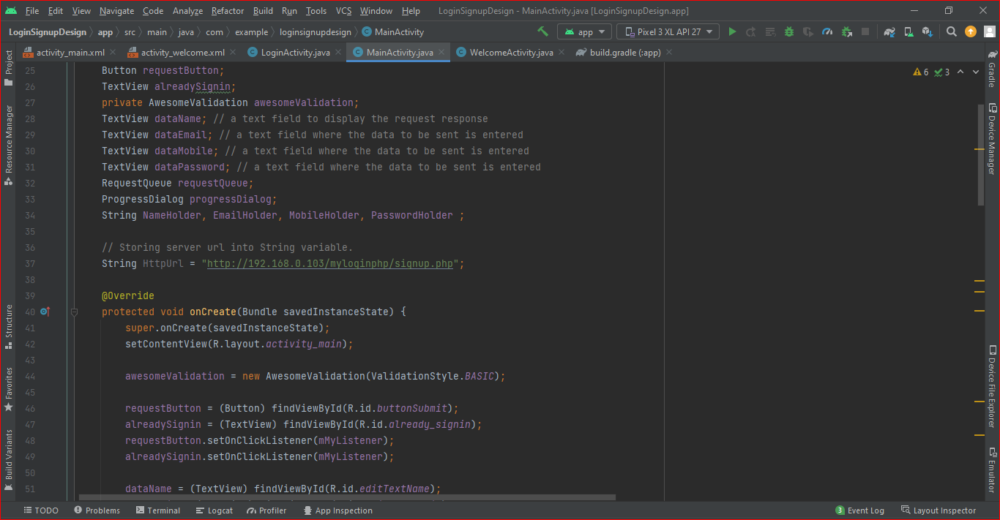 File Edit View Navigate Code Analyze Refactor Build Run Tools VCS Window Help LoginSignupDesign - MainActivity.java [LoginSignupDesign.app]
LoginSignupDesign app src main java com example loginsignupdesign MainActivity app Pixel 3 XL API 27
activity_main.xml activity_welcome.xml LoginActivity.java MainActivity.java WelcomeActivity.java build.gradle (:app)
Project
Resource Manager
Structure
Favorites
Build Variants
6 3
25 Button requestButton;
26 TextView alreadySignin;
27 private AwesomeValidation awesomeValidation;
28 TextView dataName; // a text field to display the request response
29 TextView dataEmail; // a text field where the data to be sent is entered
30 TextView dataMobile; // a text field where the data to be sent is entered
31 TextView dataPassword; // a text field where the data to be sent is entered
32 RequestQueue requestQueue;
33 ProgressDialog progressDialog;
34 String NameHolder, EmailHolder, MobileHolder, PasswordHolder ;
35
36 // Storing server url into String variable.
37 String HttpUrl = "http://192.168.0.103/myloginphp/signup.php";
38
39 @Override
40 protected void onCreate(Bundle savedInstanceState) {
41 super.onCreate(savedInstanceState);
42 setContentView(R.layout.activity_main);
43
44 awesomeValidation = new AwesomeValidation(ValidationStyle.BASIC);
45
46 requestButton = (Button) findViewById(R.id.buttonSubmit);
47 alreadySignin = (TextView) findViewById(R.id.already_signin);
48 requestButton.setOnClickListener(mMyListener);
49 alreadySignin.setOnClickListener(mMyListener);
50
51 dataName = (TextView) findViewById(R.id.editTextName);
Gradle
Device Manager
Device File Explorer
Emulator
TODO Problems Terminal Logcat Profiler App Inspection 3 Event Log Layout Inspector